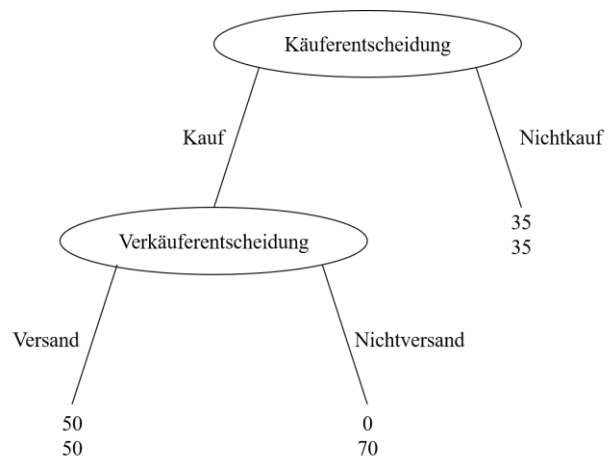 Käuferentscheidung
Kauf
Nichtkauf
35
35
Verkäuferentscheidung
Versand
Nichtversand
50
50
0
70